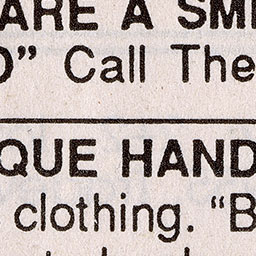 ARE A SM
” Call The
QUE HAND
clothing. “B